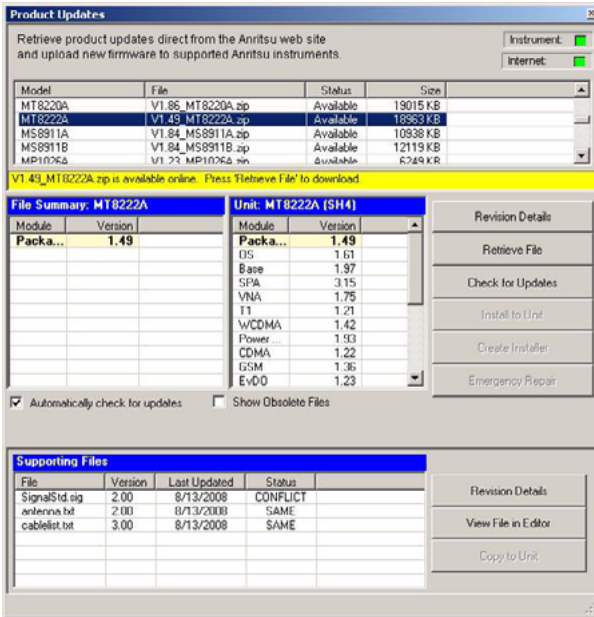 Product Updates
Retrieve product updates direct from the Anritsu web site
and upload new firmware to supported Anritsu instruments.
Instrument:
Internet:
Model File Status Size
MT8220A V1.86_MT8220A.zip Available 19015 KB
MT8222A V1.49_MT8222A.zip Available 18963 KB
MS8911A V1.84_MS8911A.zip Available 10938 KB
MS8911B V1.84_MS8911B.zip Available 12119 KB
MP1026A V1.23_MP1026A.zip Available 6249 KB
V1.49_MT8222A.zip is available online. Press 'Retrieve File' to download.
File Summary: MT8222A
Module Version
Packa... 1.49
Unit: MT8222A (SH4)
Module Version
Packa... 1.49
OS 1.61
Base 1.97
SPA 3.15
VNA 1.75
T1 1.21
WCDMA 1.42
Power ... 1.93
CDMA 1.22
GSM 1.36
EvDO 1.23
Revision Details
Retrieve File
Check for Updates
Install to Unit
Create Installer
Emergency Repair
Automatically check for updates
Show Obsolete Files
Supporting Files
File Version Last Updated Status
SignalStd.sig 2.00 8/13/2008 CONFLICT
antenna.txt 2.00 8/13/2008 SAME
cablelist.txt 3.00 8/13/2008 SAME
Revision Details
View File in Editor
Copy to Unit